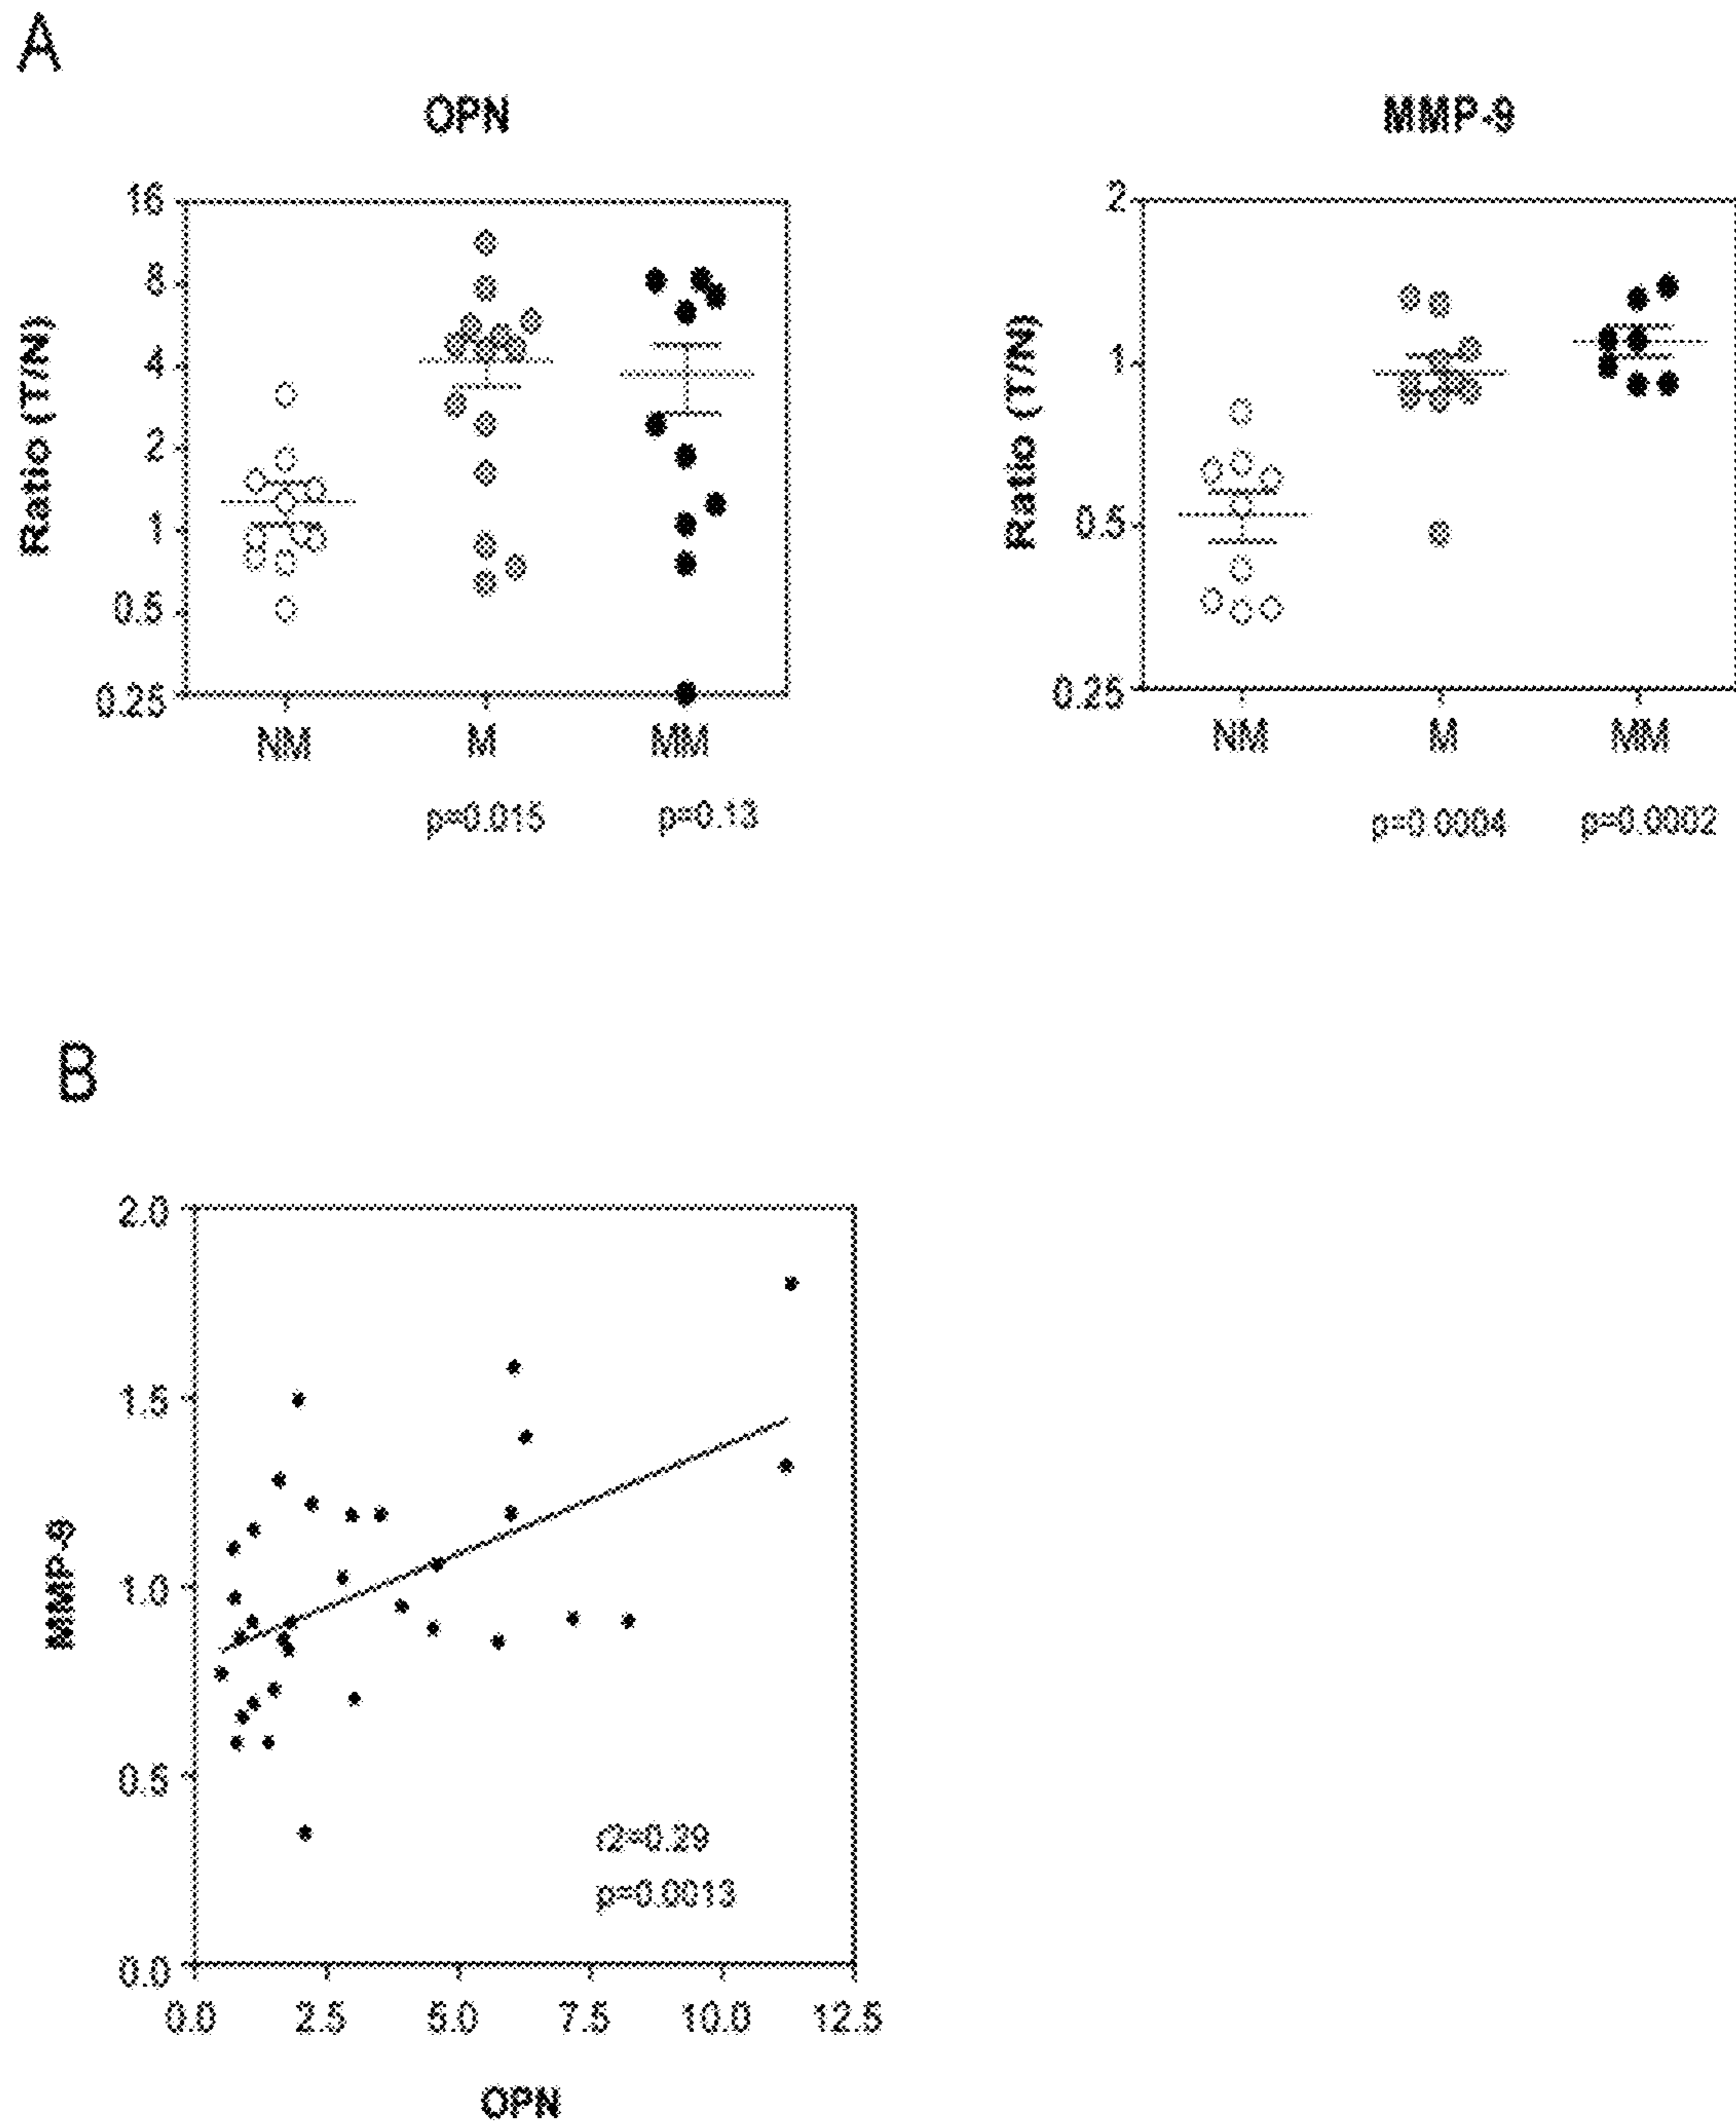 A
OPN
MMP-9
16
8
4
2
1
0.5
0.25
Ratio (T/N)
NM M MM
p=0.015 p=0.13
2
1
0.5
0.25
Ratio (T/N)
NM M MM
p=0.0004 p=0.0002
B
2.0
1.5
1.0
0.5
0.0
MMP-9
r2=0.29
p=0.0013
0.0 2.5 5.0 7.5 10.0 12.5
OPN